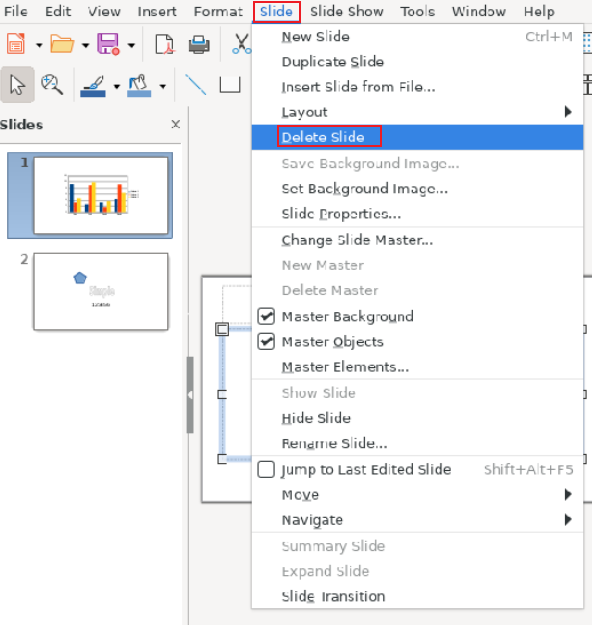 File Edit View Insert Format Slide Slide Show Tools Window Help
New Slide Ctrl+M
Duplicate Slide
Insert Slide from File...
Layout
Slides
Delete Slide
1
Save Background Image...
Set Background Image...
Slide Properties...
Change Slide Master...
2
New Master
Delete Master
Master Background
Master Objects
Master Elements...
Show Slide
Hide Slide
Rename Slide...
Jump to Last Edited Slide Shift+Alt+F5
Move
Navigate
Summary Slide
Expand Slide
Slide Transition